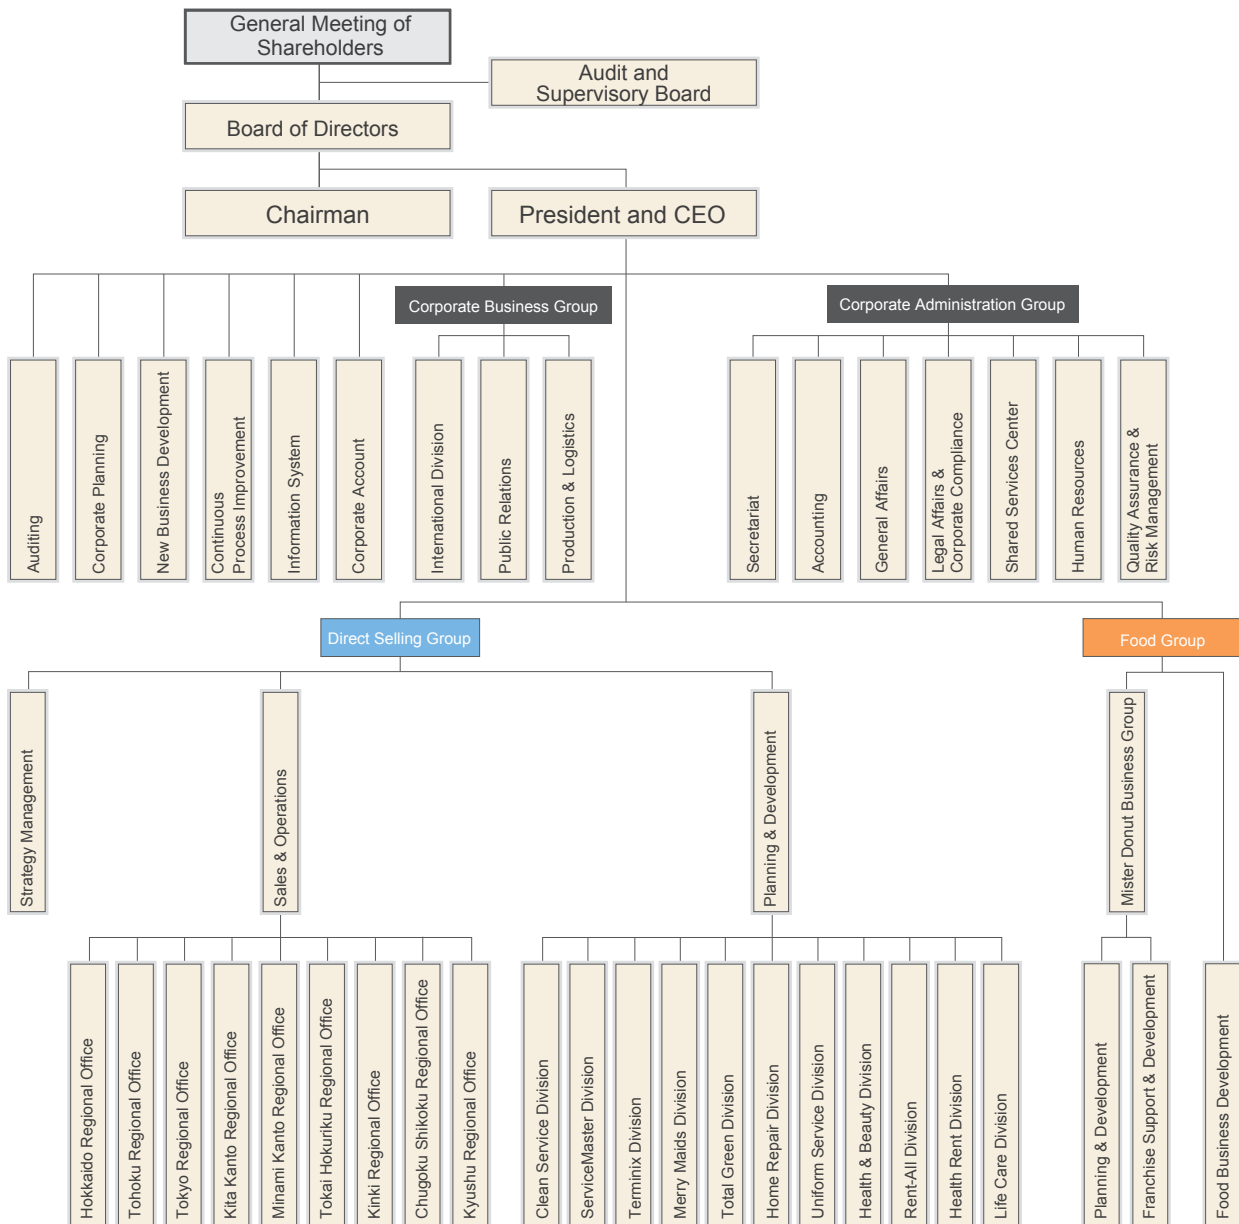 General Meeting of
Shareholders
Audit and
Supervisory Board
Board of Directors
Chairman
President and CEO
Corporate Business Group
Corporate Administration Group
Auditing
Corporate Planning
New Business Development
Continuous
Process Improvement
Information System
Corporate Account
International Division
Public Relations
Production & Logistics
Secretariat
Accounting
General Affairs
Legal Affairs &
Corporate Compliance
Shared Services Center
Human Resources
Quality Assurance &
Risk Management
Direct Selling Group
Food Group
Strategy Management
Sales & Operations
Planning & Development
Mister Donut Business Group
Hokkaido Regional Office
Tohoku Regional Office
Tokyo Regional Office
Kita Kanto Regional Office
Minami Kanto Regional Office
Tokai Hokuriku Regional Office
Kinki Regional Office
Chugoku Shikoku Regional Office
Kyushu Regional Office
Clean Service Division
ServiceMaster Division
Terminix Division
Merry Maids Division
Total Green Division
Home Repair Division
Uniform Service Division
Health & Beauty Division
Rent-All Division
Health Rent Division
Life Care Division
Planning & Development
Franchise Support & Development
Food Business Development